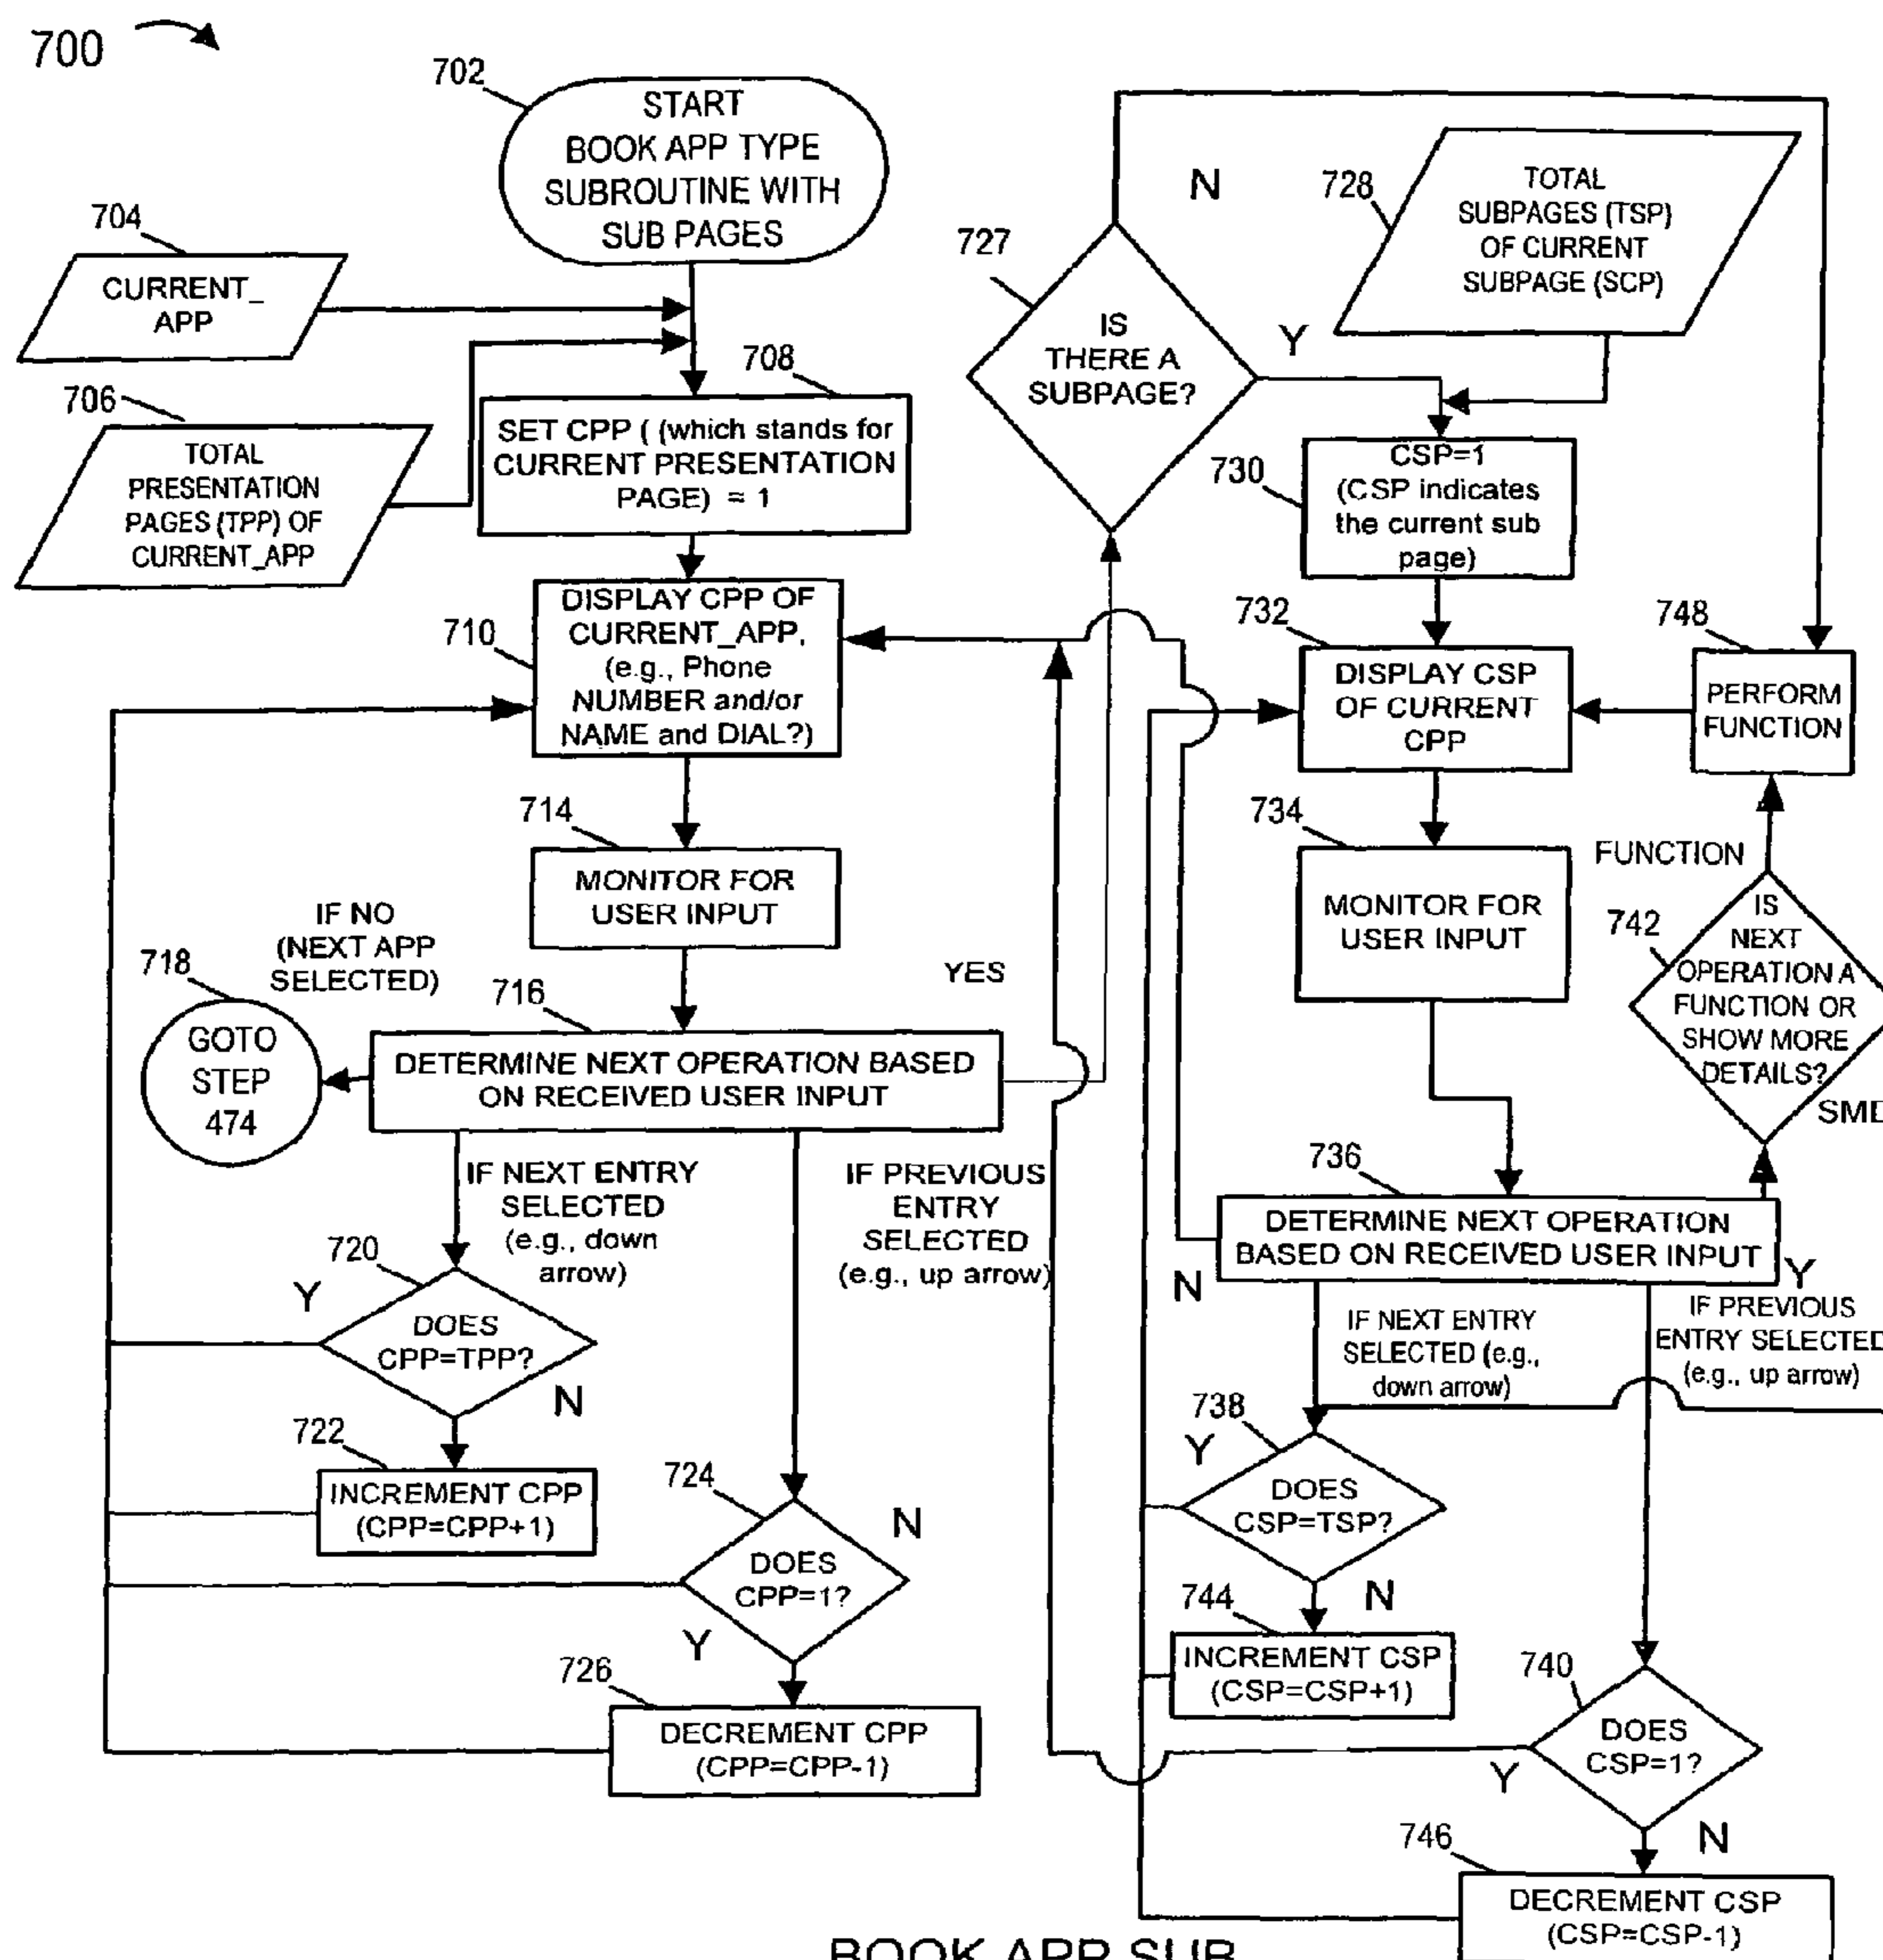 700
702
START
BOOK APP TYPE
SUBROUTINE WITH
SUB PAGES
704
CURRENT_
APP
706
TOTAL
PRESENTATION
PAGES (TPP) OF
CURRENT_APP
708
SET CPP ( (which stands for
CURRENT PRESENTATION
PAGE) = 1
710
DISPLAY CPP OF
CURRENT_APP,
(e.g., Phone
NUMBER and/or
NAME and DIAL?)
714
MONITOR FOR
USER INPUT
IF NO
(NEXT APP
SELECTED)
718
GOTO
STEP
474
716
YES
DETERMINE NEXT OPERATION BASED
ON RECEIVED USER INPUT
IF NEXT ENTRY
SELECTED
(e.g., down
arrow)
IF PREVIOUS
ENTRY
SELECTED
(e.g., up arrow)
720
Y
DOES
CPP=TPP?
N
722
INCREMENT CPP
(CPP=CPP+1)
724
N
DOES
CPP=1?
Y
726
DECREMENT CPP
(CPP=CPP-1)
727
N
IS
THERE A
SUBPAGE?
Y
728
TOTAL
SUBPAGES (TSP)
OF CURRENT
SUBPAGE (SCP)
730
CSP=1
(CSP indicates
the current sub
page)
732
DISPLAY CSP
OF CURRENT
CPP
748
PERFORM
FUNCTION
734
MONITOR FOR
USER INPUT
FUNCTION
742
IS
NEXT
OPERATION A
FUNCTION OR
SHOW MORE
DETAILS?
SMD
736
DETERMINE NEXT OPERATION
BASED ON RECEIVED USER INPUT
N
Y
IF NEXT ENTRY
SELECTED (e.g.,
down arrow)
IF PREVIOUS
ENTRY SELECTED
(e.g., up arrow)
738
Y
DOES
CSP=TSP?
N
744
INCREMENT CSP
(CSP=CSP+1)
740
DOES
CSP=1?
Y
N
746
DECREMENT CSP
(CSP=CSP-1)
BOOK APP SUB